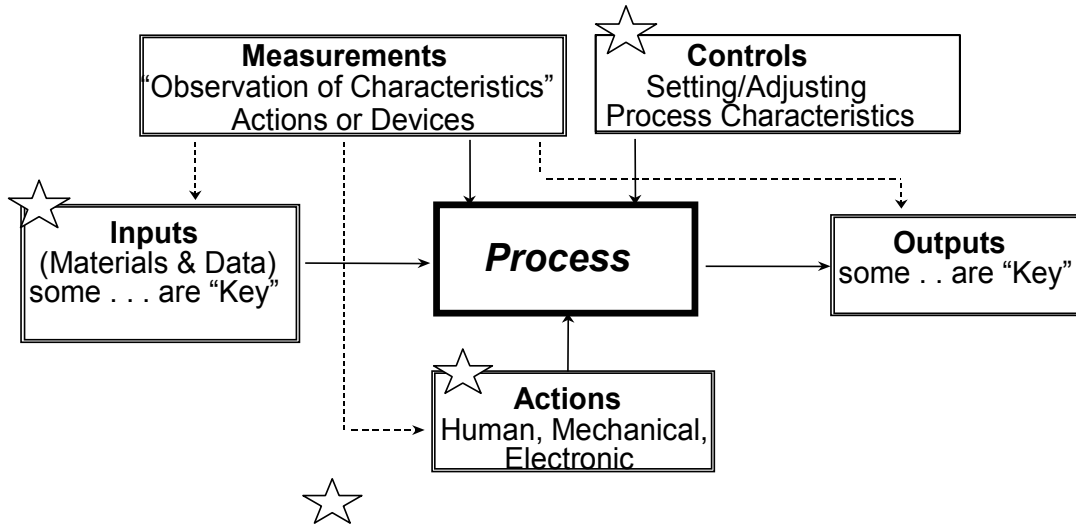 Measurements
“Observation of Characteristics”
Actions or Devices
Controls
Setting/Adjusting
Process Characteristics
Inputs
(Materials & Data)
some . . . are “Key”
Process
Outputs
some . . are “Key”
Actions
Human, Mechanical,
Electronic